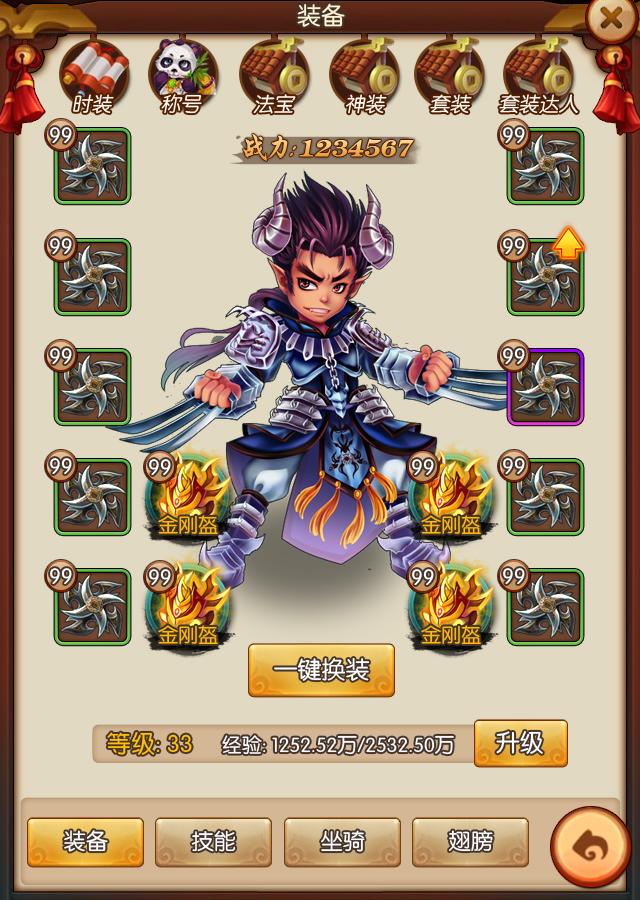 装备
时装 称号 法宝 神装 套装 套装达人
99 99
战力:1234567
99 99
99 99
99 99 99 99
金刚盔 金刚盔
99 99 99 99
金刚盔 金刚盔
一键换装
等级: 33 经验: 1252.52万/2532.50万 升级
装备 技能 坐骑 翅膀